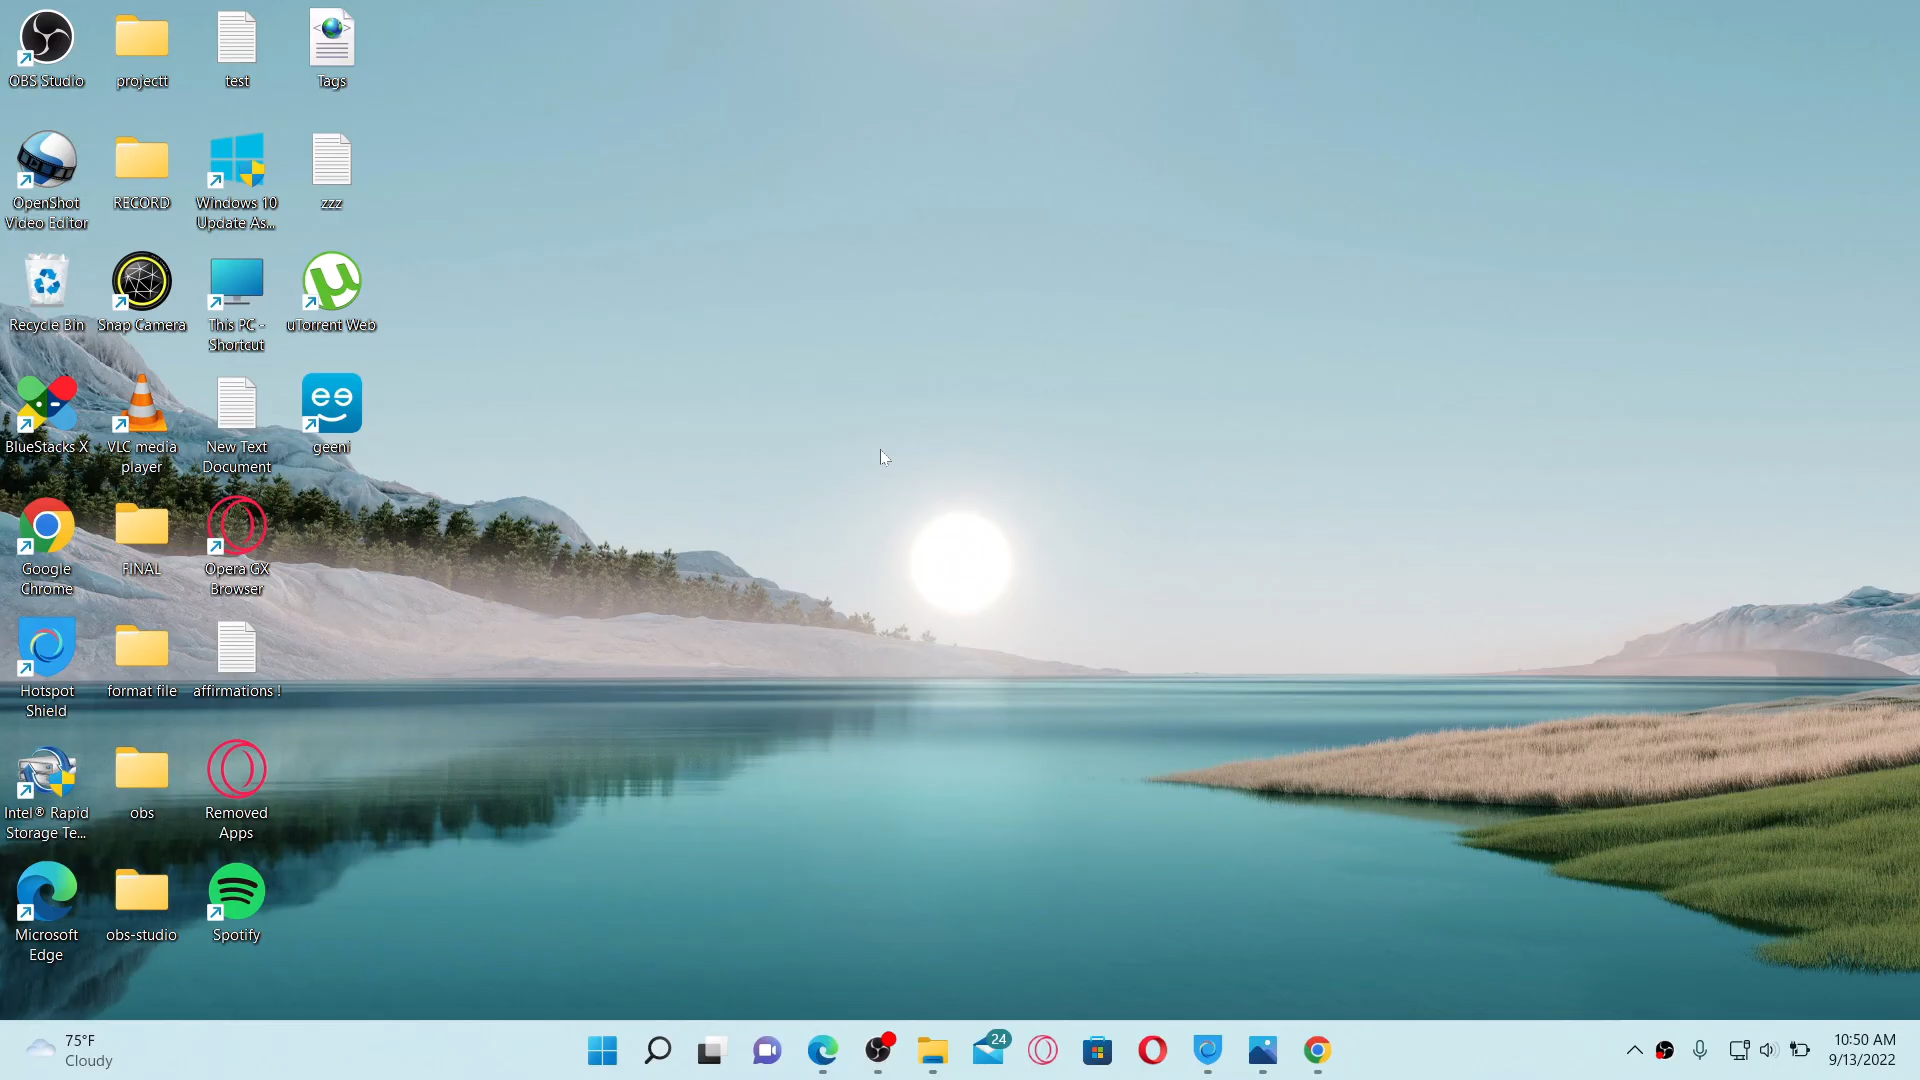 OBS Studio
projectt
test
Tags
OpenShot
Video Editor
RECORD
Windows 10
Update As...
zzz
Recycle Bin
Snap Camera
This PC -
Shortcut
uTorrent Web
BlueStacks X
VLC media
player
New Text
Document
geeni
Google
Chrome
FINAL
Opera GX
Browser
Hotspot
Shield
format file
affirmations !
Intel® Rapid
Storage Te...
obs
Removed
Apps
Microsoft
Edge
obs-studio
Spotify
75°F
Cloudy
24
10:50 AM
9/13/2022